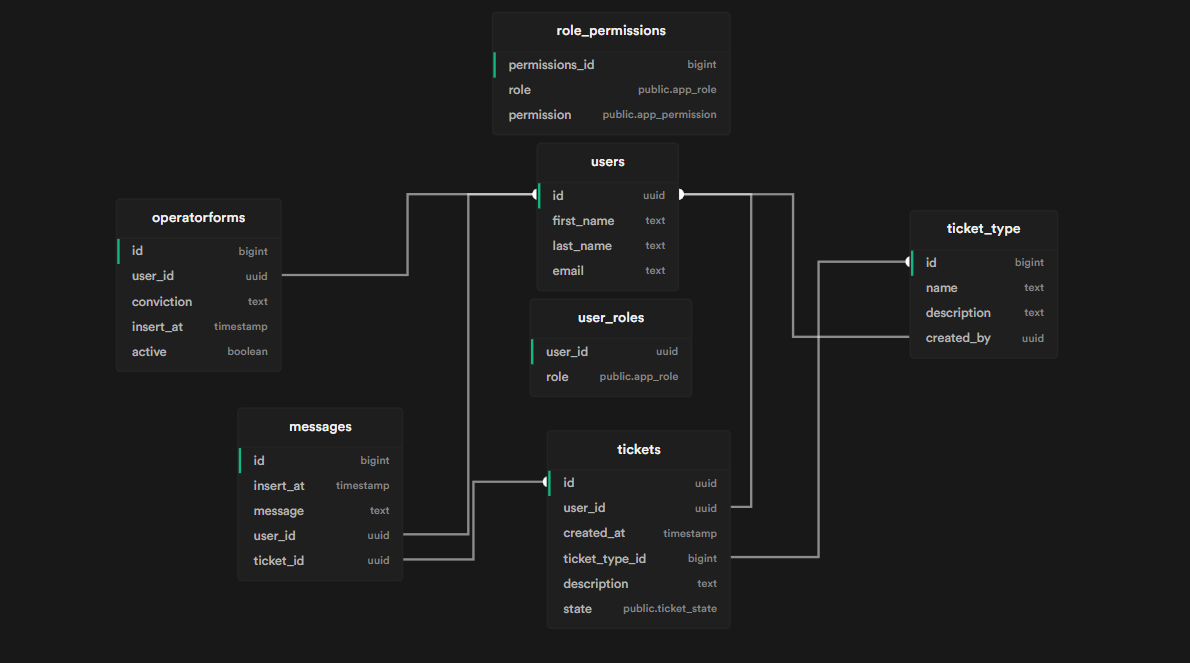 role_permissions
permissions_id bigint
role public.app_role
permission public.app_permission
users
id uuid
first_name text
last_name text
email text
operatorforms
id bigint
user_id uuid
conviction text
insert_at timestamp
active boolean
ticket_type
id bigint
name text
description text
created_by uuid
user_roles
user_id uuid
role public.app_role
messages
id bigint
insert_at timestamp
message text
user_id uuid
ticket_id uuid
tickets
id uuid
user_id uuid
created_at timestamp
ticket_type_id bigint
description text
state public.ticket_state